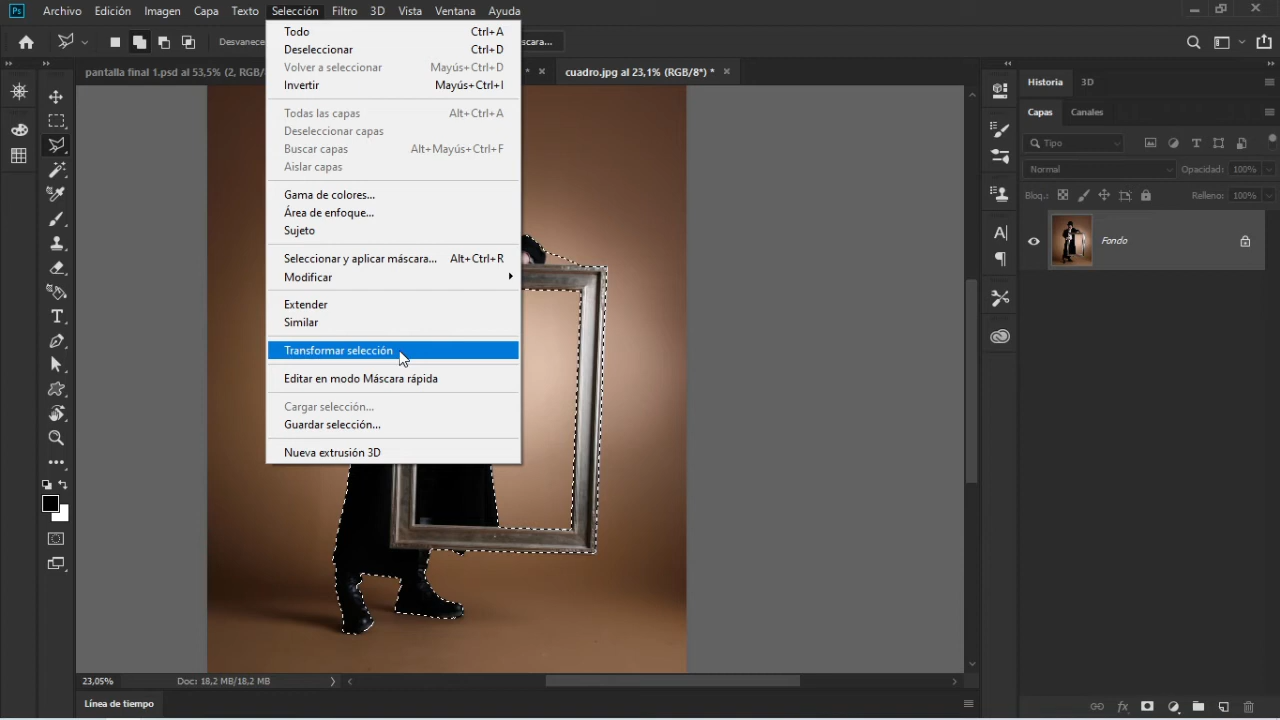 Ps Archivo Edición Imagen Capa Texto Selección Filtro 3D Vista Ventana Ayuda
Desvanece
cara...
pantalla final 1.psd al 53,5% (2, RGB/8
*
cuadro.jpg al 23,1% (RGB/8*) *
Todo Ctrl+A
Deseleccionar Ctrl+D
Volver a seleccionar Mayús+Ctrl+D
Invertir Mayús+Ctrl+I
Todas las capas Alt+Ctrl+A
Deseleccionar capas
Buscar capas Alt+Mayús+Ctrl+F
Aislar capas
Gama de colores...
Área de enfoque...
Sujeto
Seleccionar y aplicar máscara... Alt+Ctrl+R
Modificar
Extender
Similar
Transformar selección
Editar en modo Máscara rápida
Cargar selección...
Guardar selección...
Nueva extrusión 3D
Historia 3D
Capas Canales
Tipo
Normal Opacidad: 100%
Bloq.: Relleno: 100%
Fondo
23,05% Doc: 18,2 MB/18,2 MB
Línea de tiempo